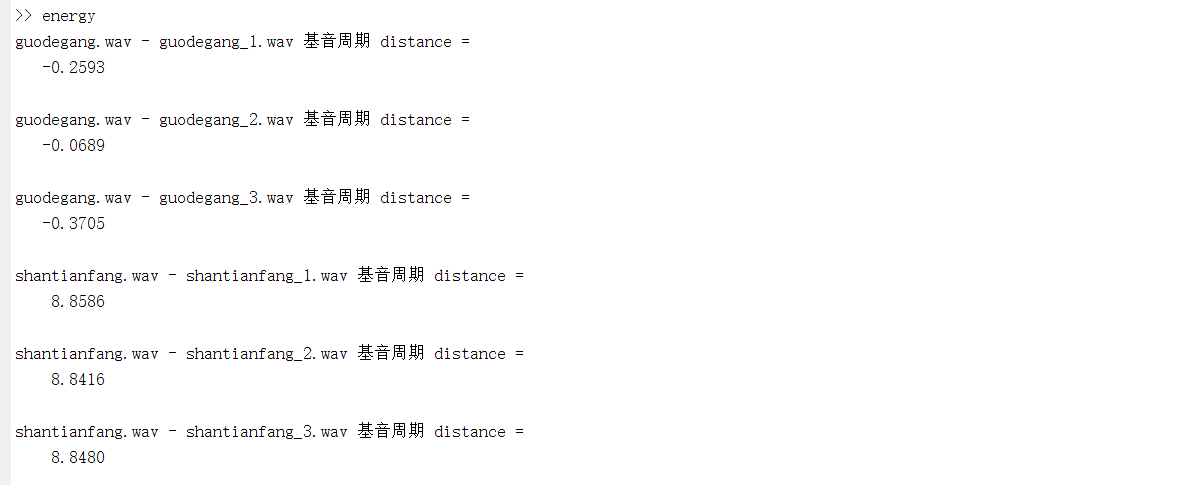 >> energy
guodegang.wav - guodegang_1.wav 基音周期 distance =
-0.2593
guodegang.wav - guodegang_2.wav 基音周期 distance =
-0.0689
guodegang.wav - guodegang_3.wav 基音周期 distance =
-0.3705
shantianfang.wav - shantianfang_1.wav 基音周期 distance =
8.8586
shantianfang.wav - shantianfang_2.wav 基音周期 distance =
8.8416
shantianfang.wav - shantianfang_3.wav 基音周期 distance =
8.8480